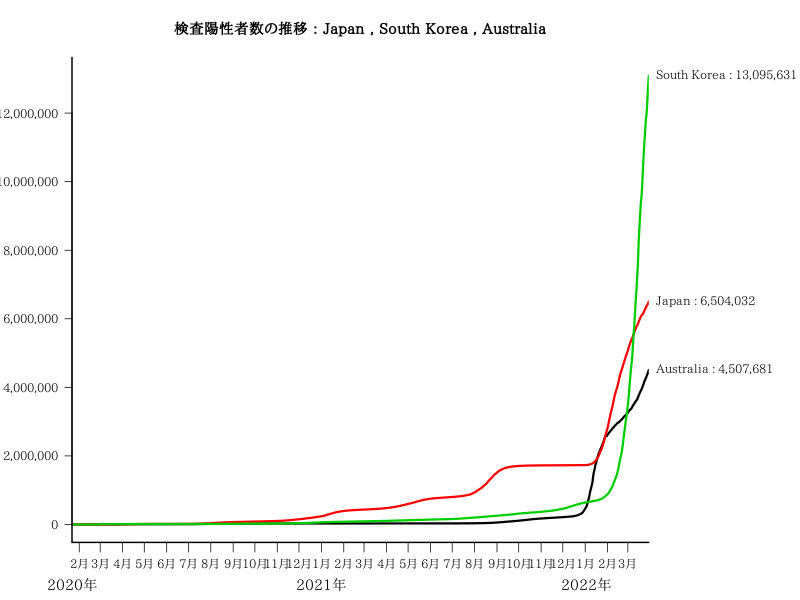 検査陽性者数の推移 : Japan , South Korea , Australia
South Korea : 13,095,631
12,000,000
10,000,000
8,000,000
6,000,000
Japan : 6,504,032
4,000,000
Australia : 4,507,681
2,000,000
0
2月 3月 4月 5月 6月 7月 8月 9月 10月 11月 12月 1月 2月 3月 4月 5月 6月 7月 8月 9月 10月 11月 12月 1月 2月 3月
2020年 2021年 2022年